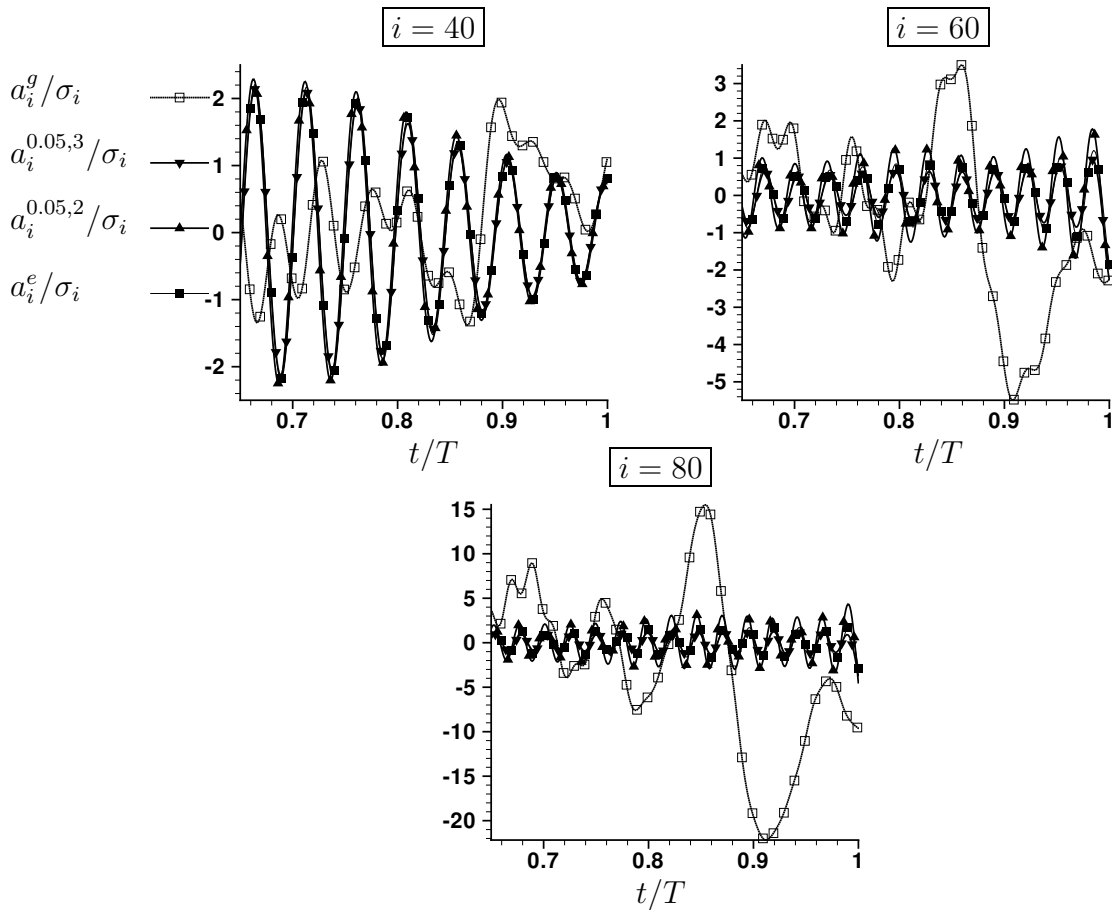 i = 40
a_i^g/σ_i
a_i^{0.05,3}/σ_i
a_i^{0.05,2}/σ_i
a_i^e/σ_i
2
1
0
-1
-2
0.7 0.8 0.9 1
t/T
i = 60
3
2
1
0
-1
-2
-3
-4
-5
0.7 0.8 0.9 1
t/T
i = 80
15
10
5
0
-5
-10
-15
-20
0.7 0.8 0.9 1
t/T